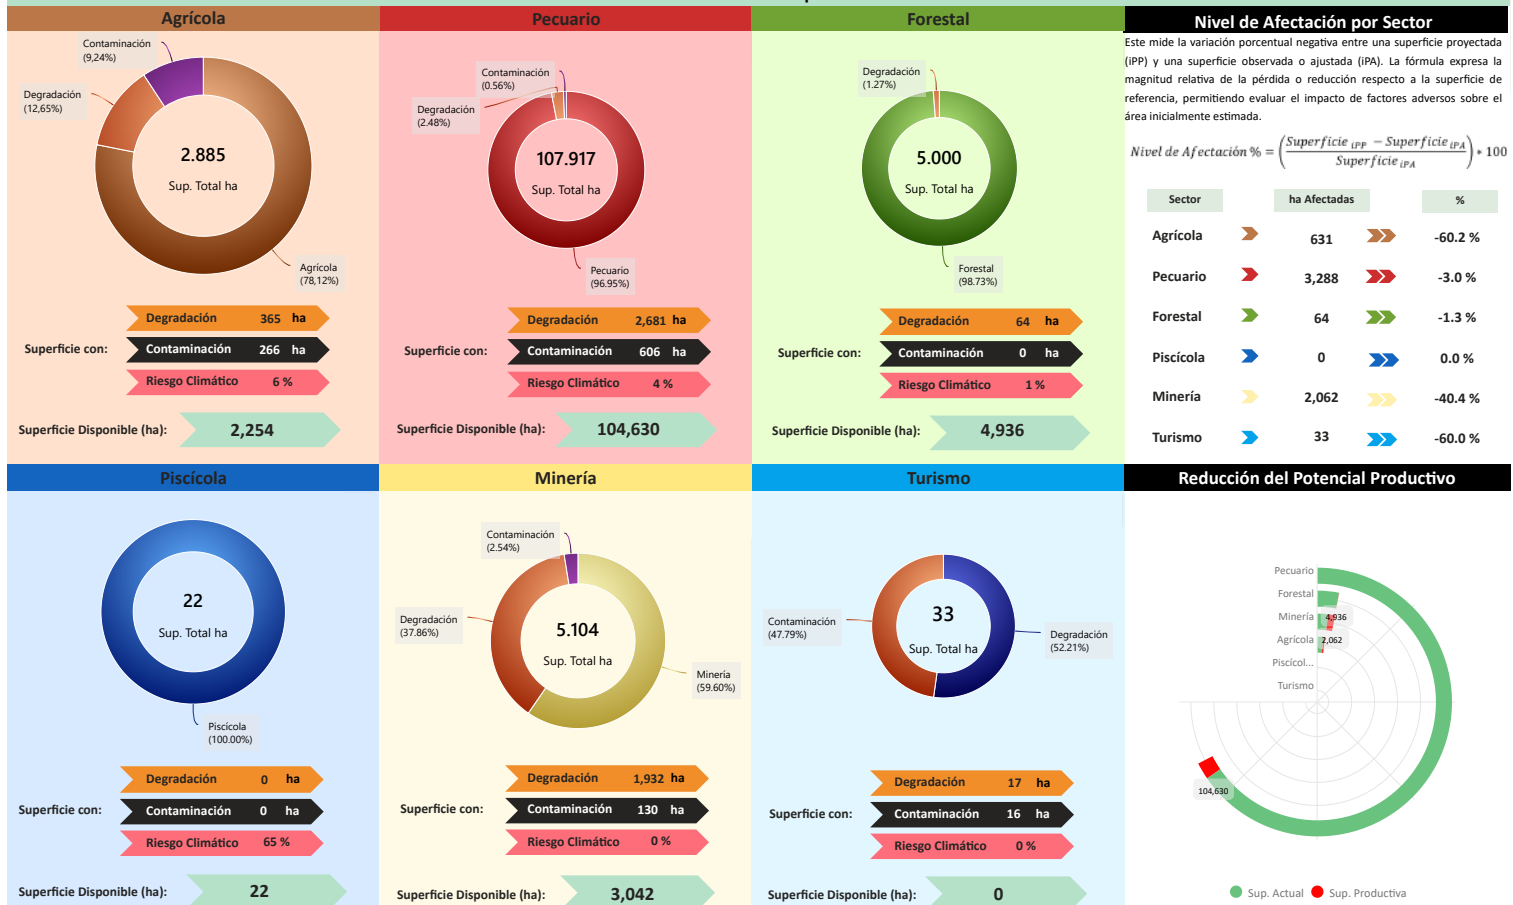 Agrícola
Contaminación
(9,24%)
Degradación
(12,65%)
2.885
Sup. Total ha
Agrícola
(78,12%)
Superficie con:
Degradación 365 ha
Contaminación 266 ha
Riesgo Climático 6 %
Superficie Disponible (ha): 2,254
Pecuario
Contaminación
(0.56%)
Degradación
(2.48%)
107.917
Sup. Total ha
Pecuario
(96.95%)
Superficie con:
Degradación 2,681 ha
Contaminación 606 ha
Riesgo Climático 4 %
Superficie Disponible (ha): 104,630
Forestal
Degradación
(1.27%)
5.000
Sup. Total ha
Forestal
(98.73%)
Superficie con:
Degradación 64 ha
Contaminación 0 ha
Riesgo Climático 1 %
Superficie Disponible (ha): 4,936
Nivel de Afectación por Sector
Este mide la variación porcentual negativa entre una superficie proyectada
(iPP) y una superficie observada o ajustada (iPA). La fórmula expresa la
magnitud relativa de la pérdida o reducción respecto a la superficie de
referencia, permitiendo evaluar el impacto de factores adversos sobre el
área inicialmente estimada.
Nivel de Afectación % = (Superficie iPP − Superficie iPA / Superficie iPA) * 100
Sector ha Afectadas %
Agrícola 631 -60.2 %
Pecuario 3,288 -3.0 %
Forestal 64 -1.3 %
Piscícola 0 0.0 %
Minería 2,062 -40.4 %
Turismo 33 -60.0 %
Piscícola
22
Sup. Total ha
Piscícola
(100.00%)
Superficie con:
Degradación 0 ha
Contaminación 0 ha
Riesgo Climático 65 %
Superficie Disponible (ha): 22
Minería
Contaminación
(2.54%)
Degradación
(37.86%)
5.104
Sup. Total ha
Minería
(59.60%)
Superficie con:
Degradación 1,932 ha
Contaminación 130 ha
Riesgo Climático 0 %
Superficie Disponible (ha): 3,042
Turismo
Contaminación
(47.79%)
33
Sup. Total ha
Degradación
(52.21%)
Superficie con:
Degradación 17 ha
Contaminación 16 ha
Riesgo Climático 0 %
Superficie Disponible (ha): 0
Reducción del Potencial Productivo
Pecuario
Forestal
Minería 4,936
Agrícola 2,062
Piscícol...
Turismo
104,630
Sup. Actual Sup. Productiva